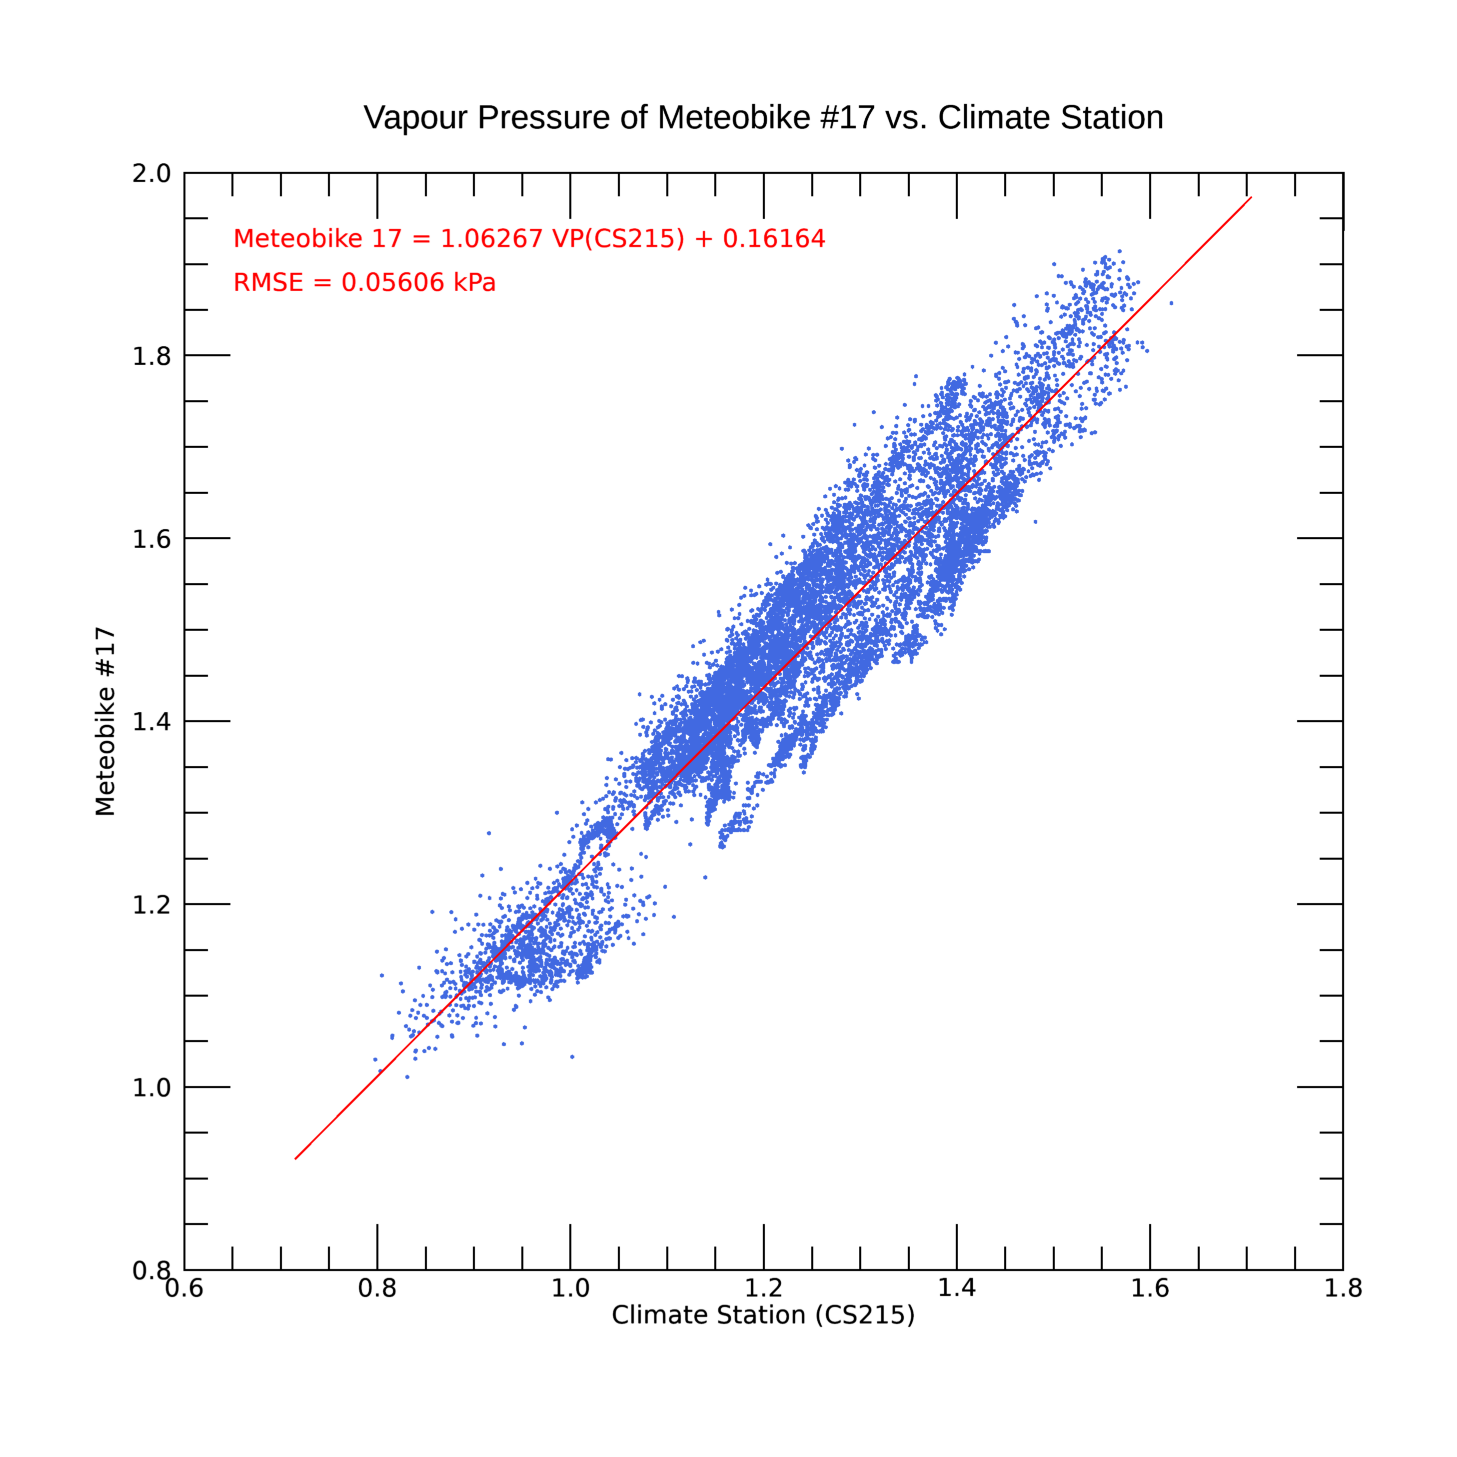 Vapour Pressure of Meteobike #17 vs. Climate Station
2.0
Meteobike 17 = 1.06267 VP(CS215) + 0.16164
RMSE = 0.05606 kPa
1.8
1.6
Meteobike #17
1.4
1.2
1.0
0.8
0.6 0.8 1.0 1.2 1.4 1.6 1.8
Climate Station (CS215)